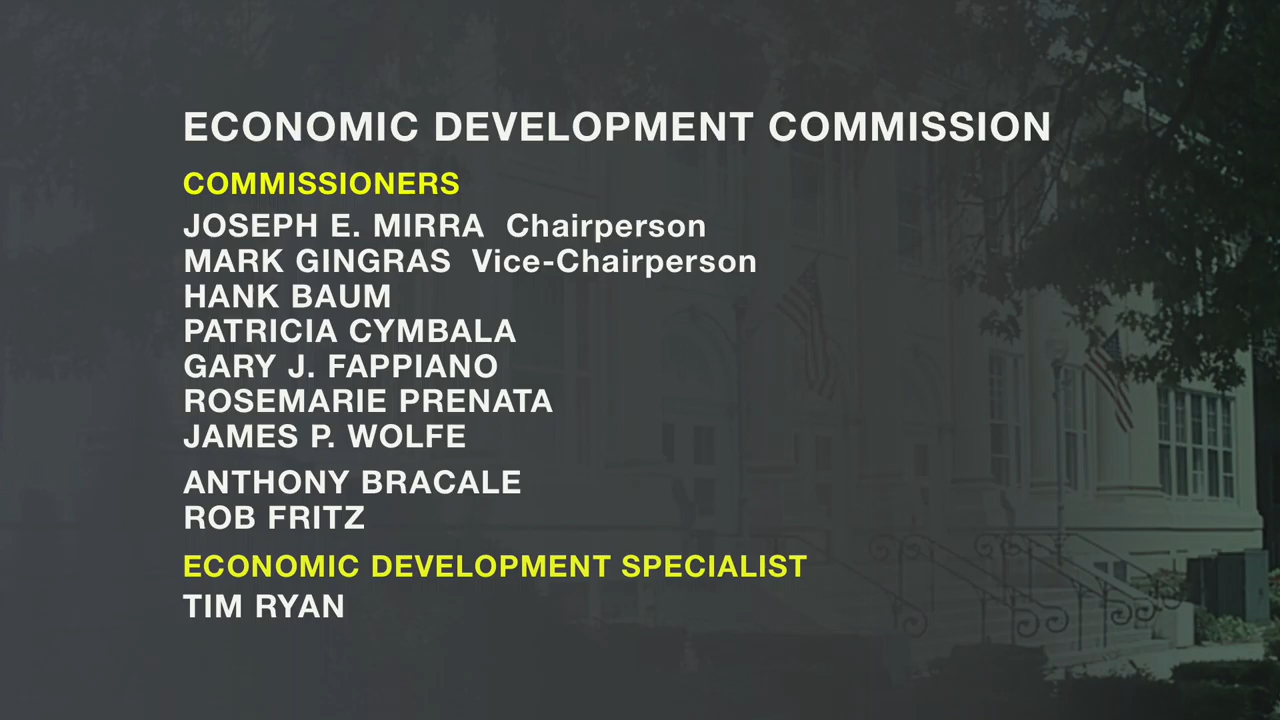 ECONOMIC DEVELOPMENT COMMISSION
COMMISSIONERS
JOSEPH E. MIRRA Chairperson
MARK GINGRAS Vice-Chairperson
HANK BAUM
PATRICIA CYMBALA
GARY J. FAPPIANO
ROSEMARIE PRENATA
JAMES P. WOLFE
ANTHONY BRACALE
ROB FRITZ
ECONOMIC DEVELOPMENT SPECIALIST
TIM RYAN